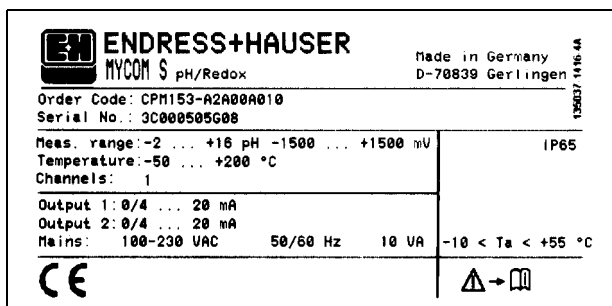 E+H ENDRESS+HAUSER
MYCOM S pH/Redox
Made in Germany
D-70839 Gerlingen
135037.1416.4A
Order Code: CPM153-A2A00A010
Serial No.: 3C000505G08
Meas. range:-2 ... +16 pH -1500 ... +1500 mV
Temperature:-50 ... +200 °C
Channels: 1
IP65
Output 1:0/4 ... 20 mA
Output 2:0/4 ... 20 mA
Mains: 100-230 VAC 50/60 Hz 10 VA
-10 < Ta < +55 °C
CE